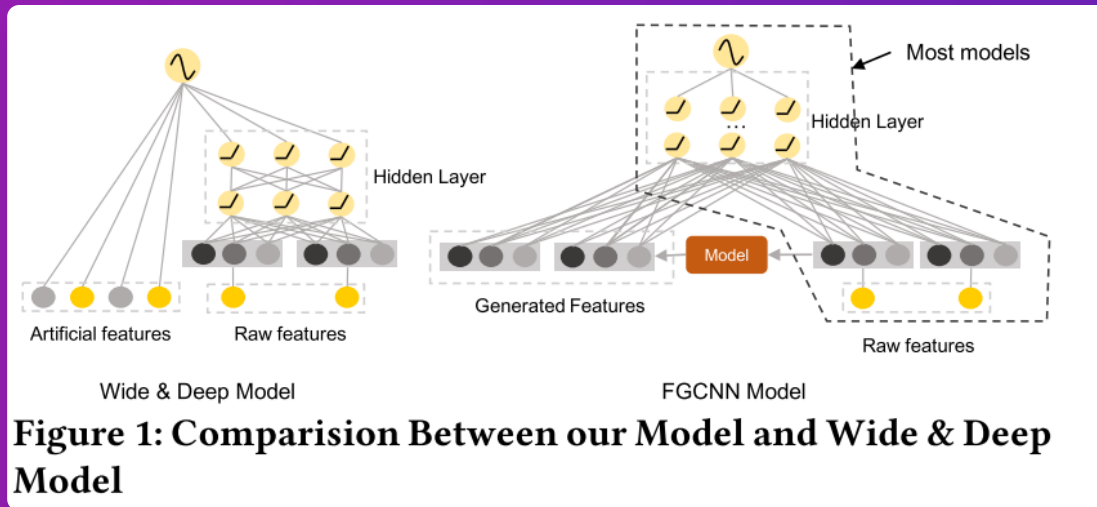 Most models
Hidden Layer
Hidden Layer
Model
Generated Features
Artificial features
Raw features
Raw features
Wide & Deep Model
FGCNN Model
Figure 1: Comparision Between our Model and Wide & Deep
Model